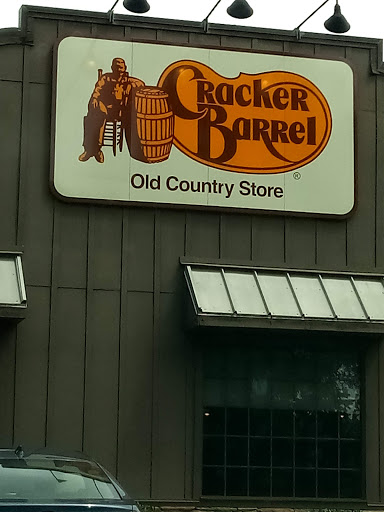 Cracker
Barrel
®
Old Country Store